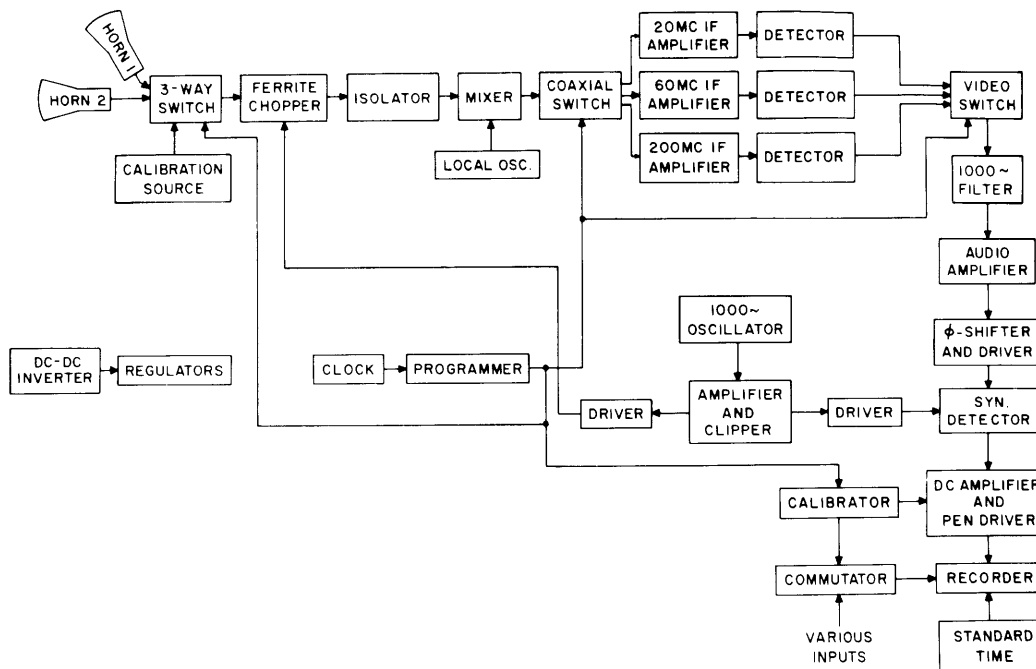 HORN 1
HORN 2
3-WAY
SWITCH
FERRITE
CHOPPER
ISOLATOR
MIXER
COAXIAL
SWITCH
20MC IF
AMPLIFIER
DETECTOR
60MC IF
AMPLIFIER
DETECTOR
200MC IF
AMPLIFIER
DETECTOR
VIDEO
SWITCH
CALIBRATION
SOURCE
LOCAL OSC.
1000~
FILTER
AUDIO
AMPLIFIER
1000~
OSCILLATOR
ϕ-SHIFTER
AND DRIVER
DC-DC
INVERTER
REGULATORS
CLOCK
PROGRAMMER
DRIVER
AMPLIFIER
AND
CLIPPER
DRIVER
SYN.
DETECTOR
CALIBRATOR
DC AMPLIFIER
AND
PEN DRIVER
COMMUTATOR
RECORDER
VARIOUS
INPUTS
STANDARD
TIME